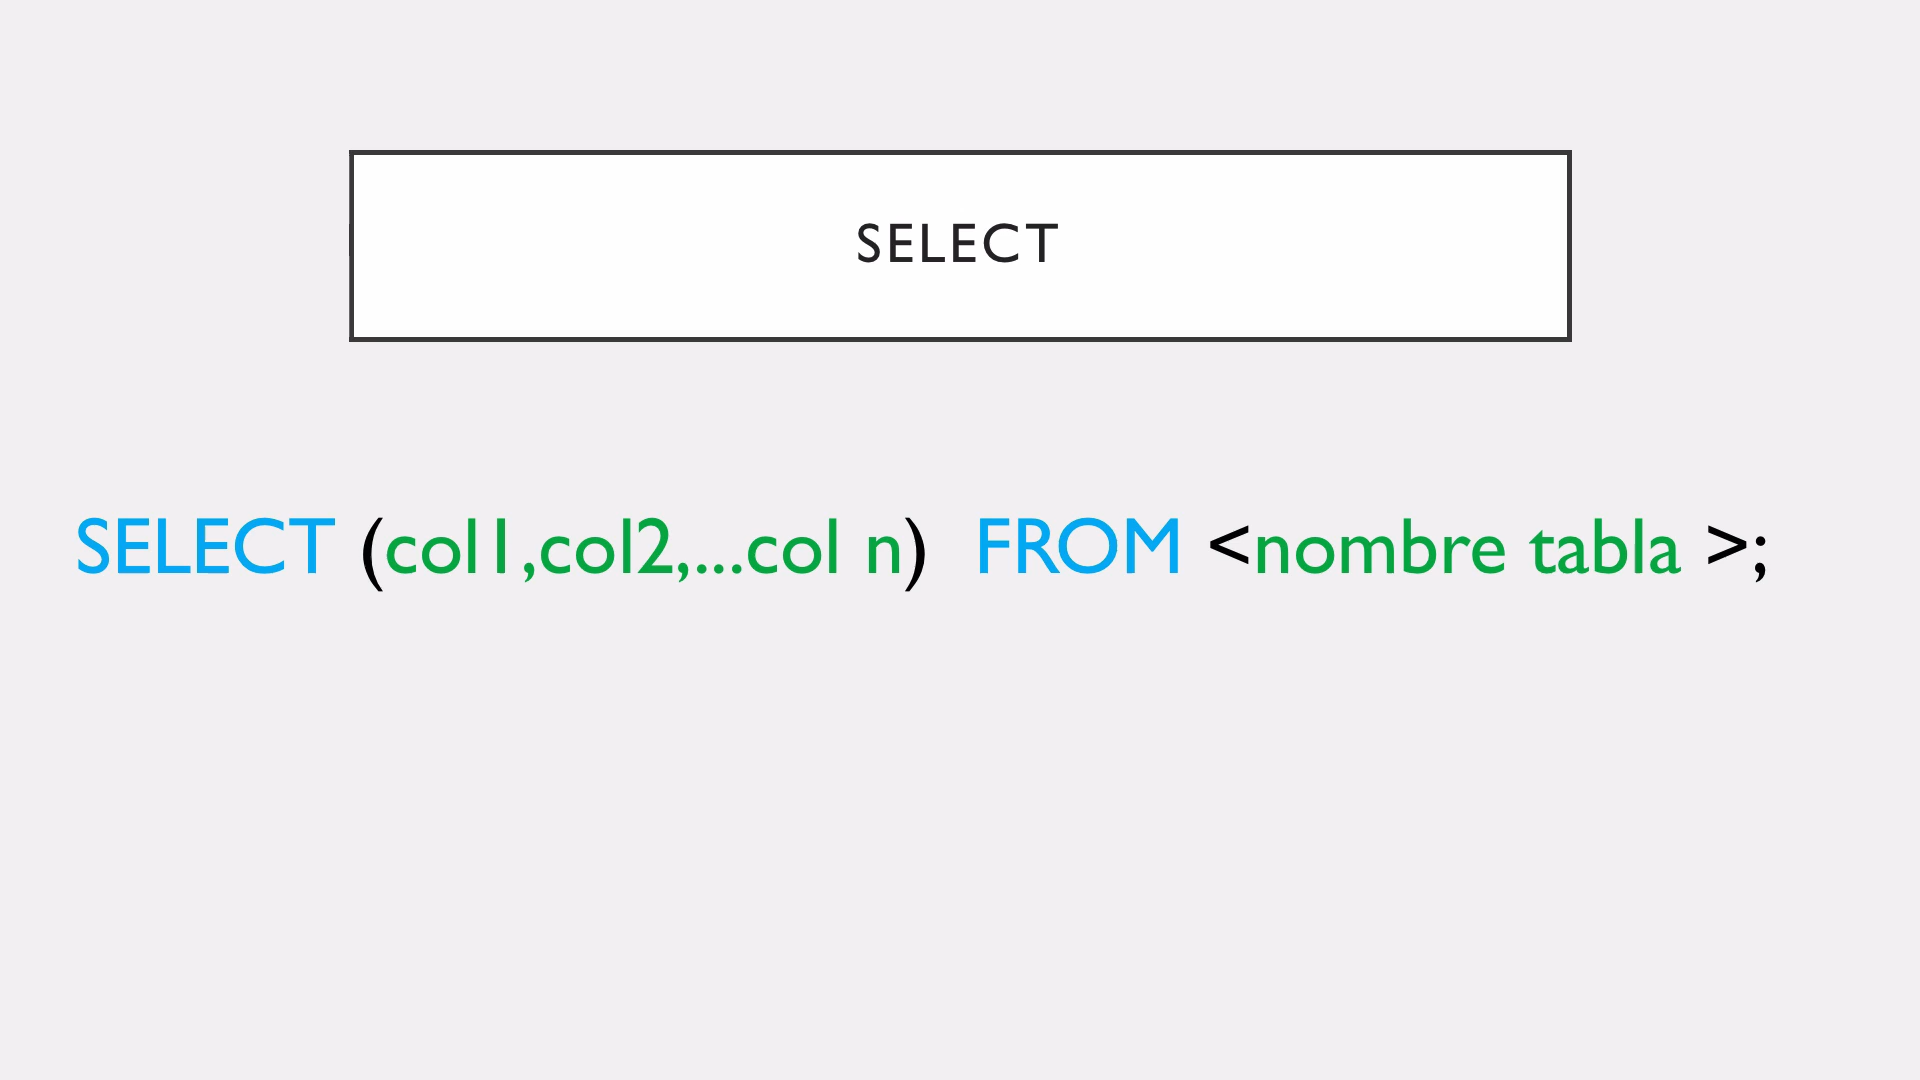 SELECT
SELECT (col1,col2,...col n)  FROM <nombre tabla >;